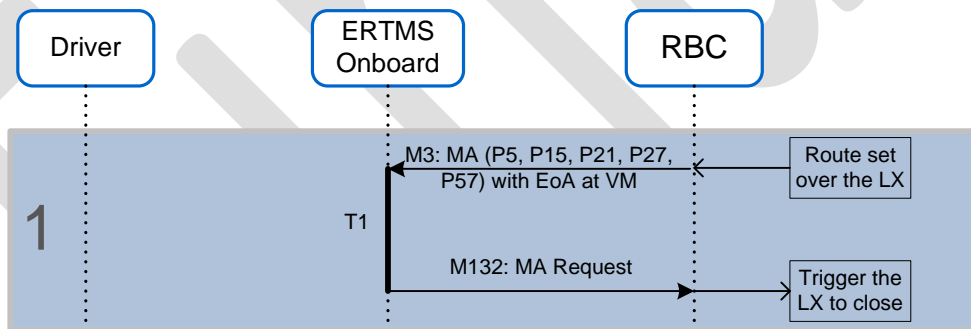 Driver
ERTMS
Onboard
RBC
M3: MA (P5, P15, P21, P27,
P57) with EoA at VM
Route set
over the LX
1
T1
M132: MA Request
Trigger the
LX to close